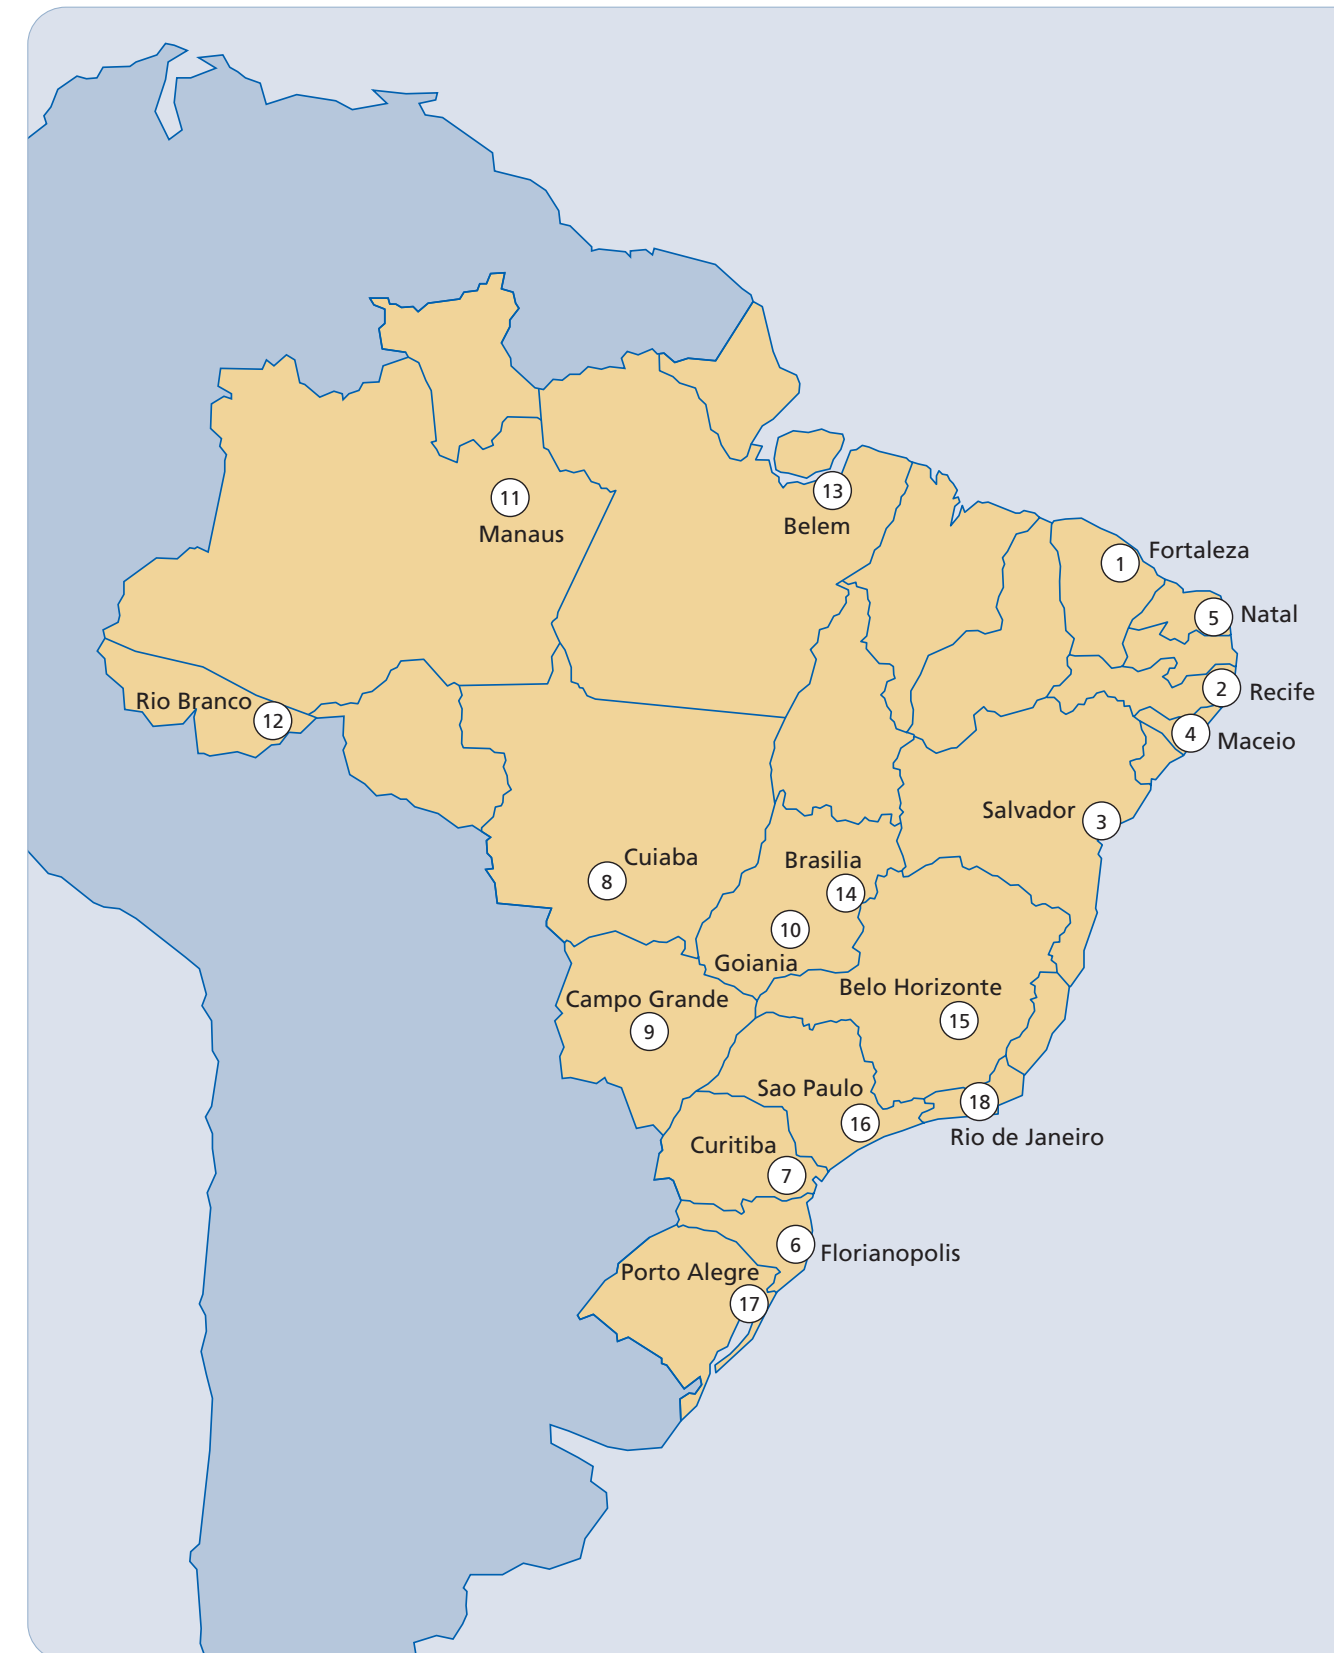 11
Manaus
13
Belem
1
Fortaleza
5
Natal
Rio Branco
12
2
Recife
4
Maceio
Salvador
3
Cuiaba
8
Brasilia
14
10
Goiania
Belo Horizonte
15
Campo Grande
9
Sao Paulo
16
18
Rio de Janeiro
Curitiba
7
6
Florianopolis
Porto Alegre
17